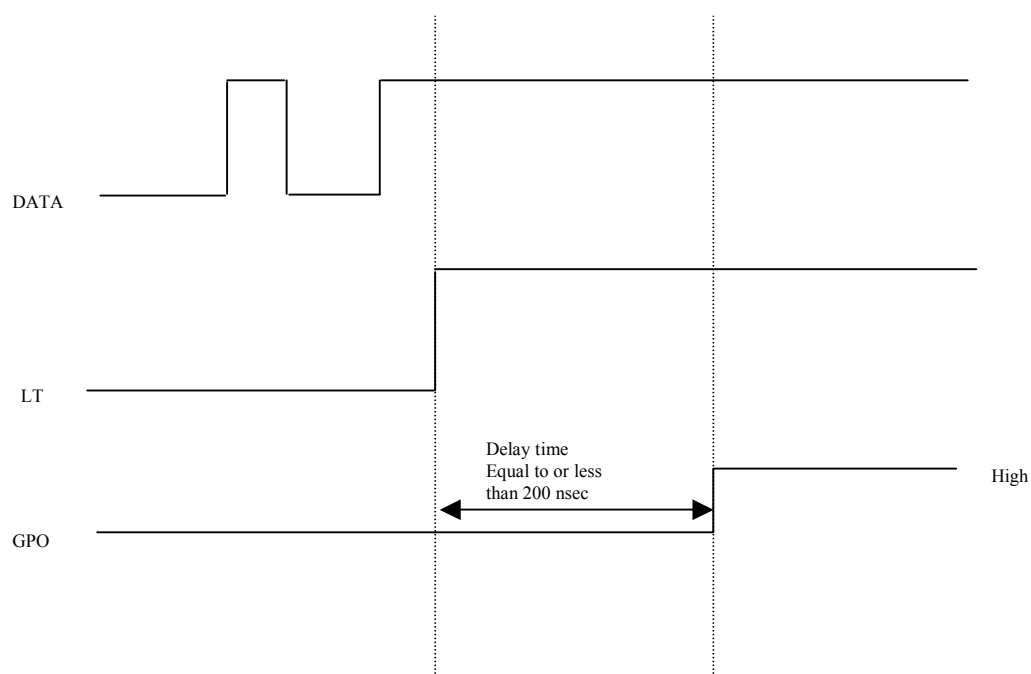 DATA
LT
Delay time
Equal to or less
than 200 nsec
High
GPO